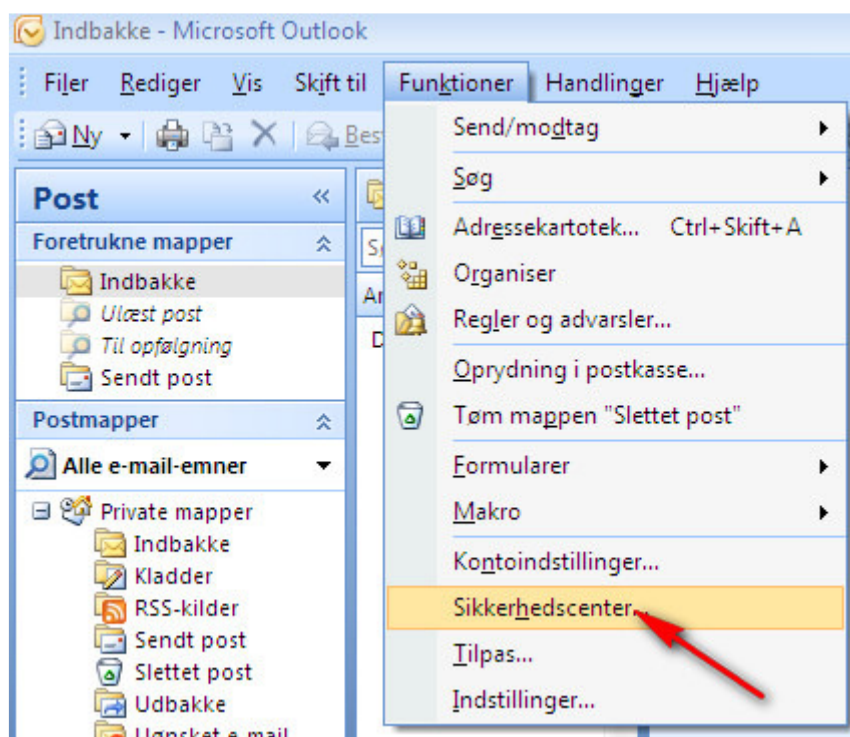 Indbakke - Microsoft Outlook
Filer Rediger Vis Skift til Funktioner Handlinger Hjælp
Ny
Post
Foretrukne mapper
Indbakke
Ulæst post
Til opfølgning
Sendt post
Postmapper
Alle e-mail-emner
Private mapper
Indbakke
Kladder
RSS-kilder
Sendt post
Slettet post
Udbakke
Uønsket e-mail
Send/modtag
Søg
Adressekartotek... Ctrl+Skift+A
Organiser
Regler og advarsler...
Oprydning i postkasse...
Tøm mappen "Slettet post"
Formularer
Makro
Kontoindstillinger...
Sikkerhedscenter...
Tilpas...
Indstillinger...